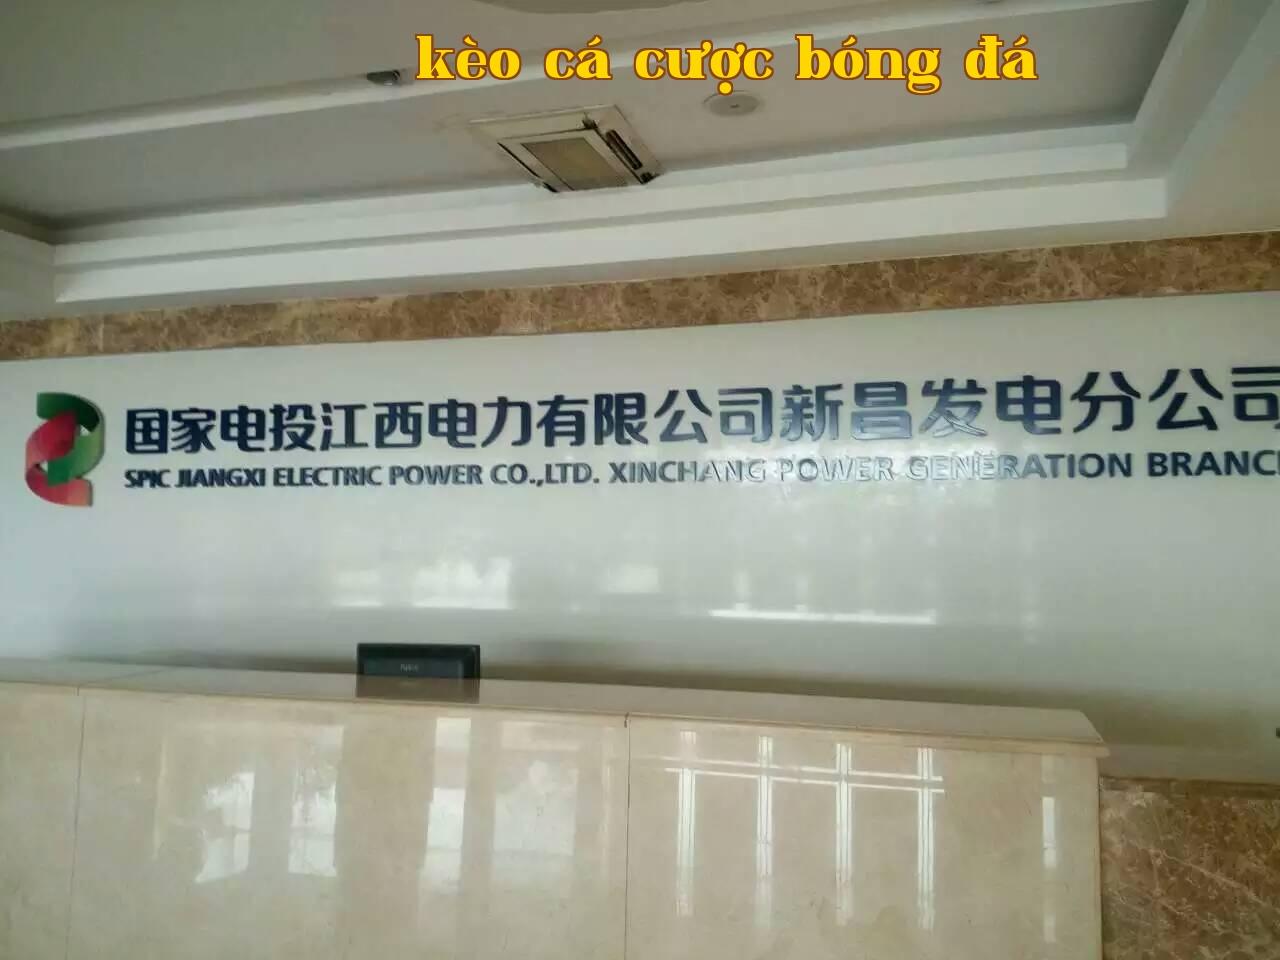 kèo cá cược bóng đá
国家电投江西电力有限公司新昌发电分公司
SPIC JIANGXI ELECTRIC POWER CO.,LTD. XINCHANG POWER GENERATION BRANCH